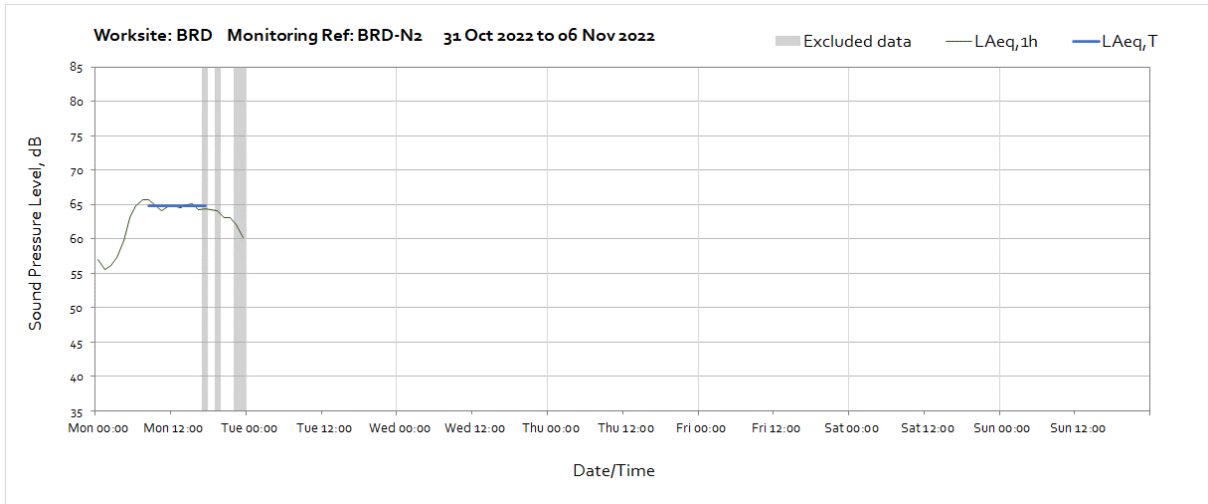 Worksite: BRD Monitoring Ref: BRD-N2 31 Oct 2022 to 06 Nov 2022
Excluded data LAeq,1h LAeq,T
Sound Pressure Level, dB
85
80
75
70
65
60
55
50
45
40
35
Mon 00:00 Mon 12:00 Tue 00:00 Tue 12:00 Wed 00:00 Wed 12:00 Thu 00:00 Thu 12:00 Fri 00:00 Fri 12:00 Sat 00:00 Sat 12:00 Sun 00:00 Sun 12:00
Date/Time